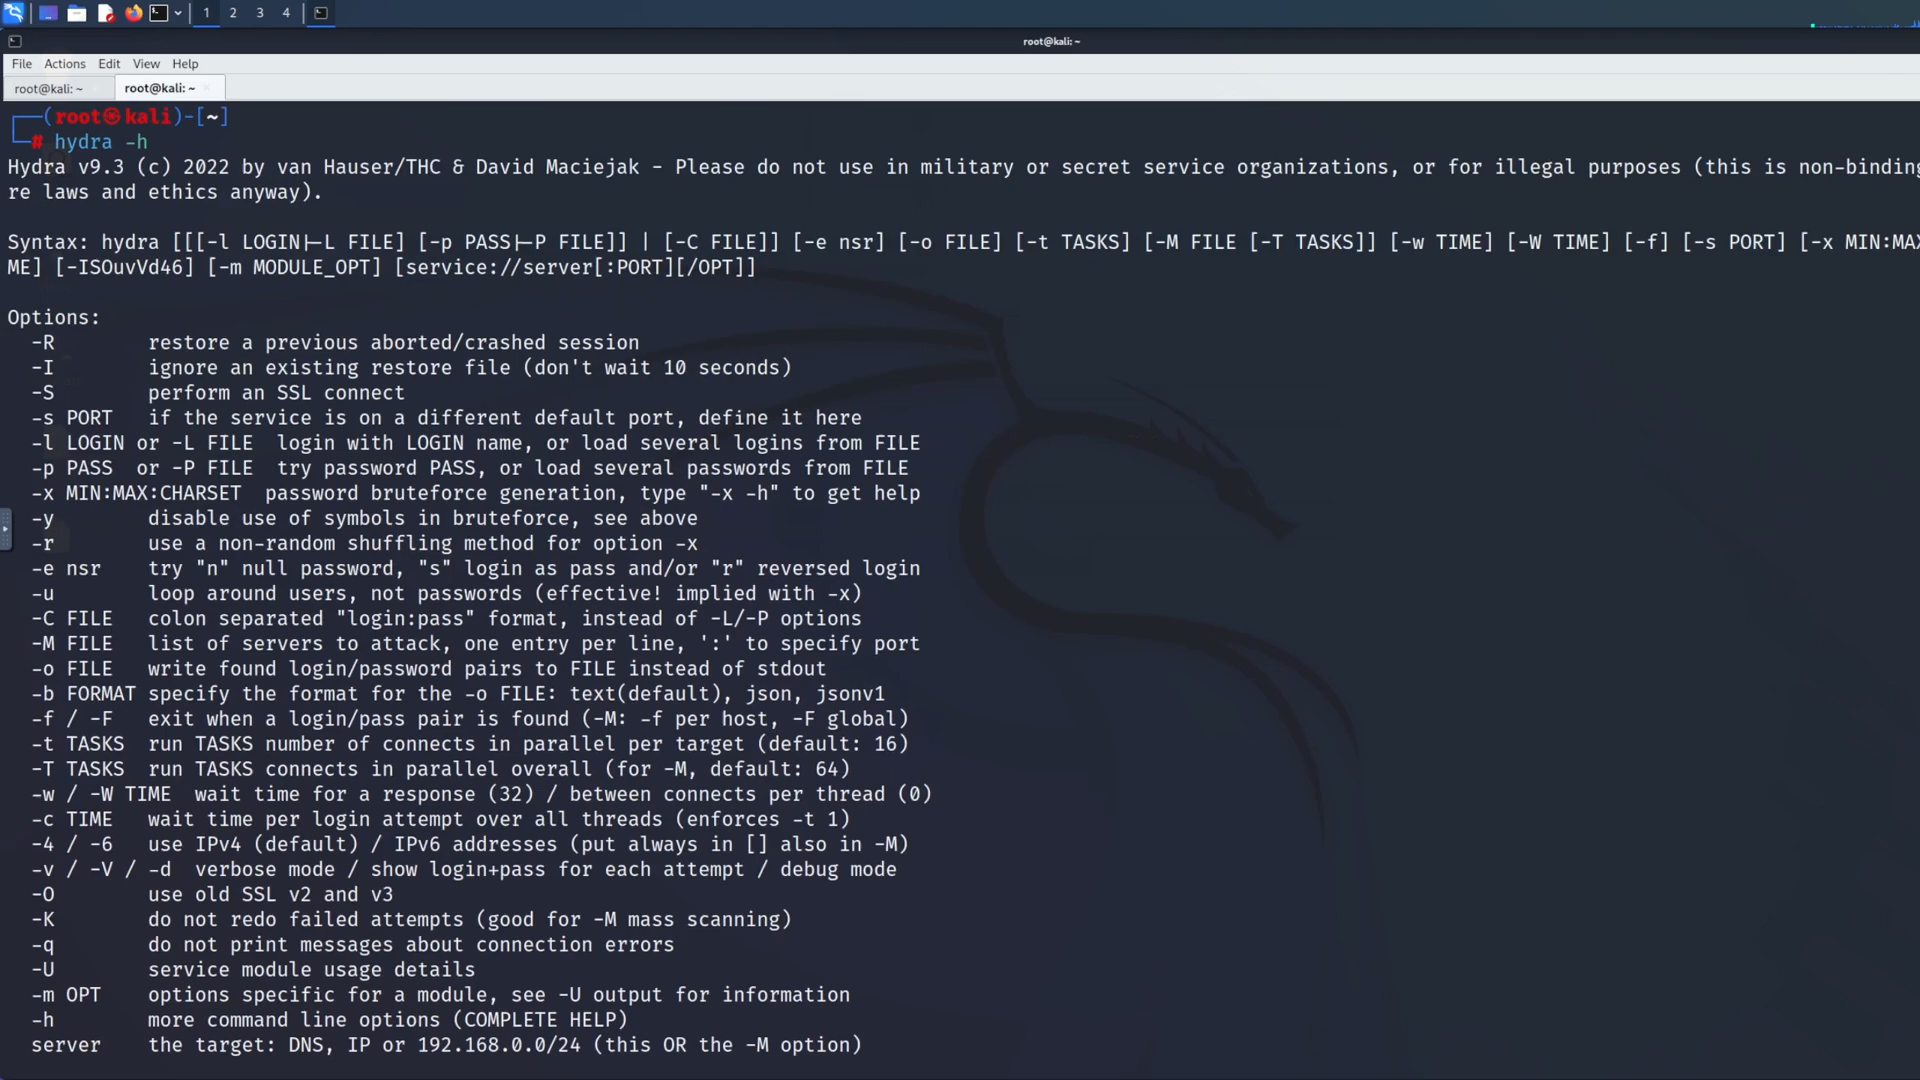 1 2 3 4
root@kali: ~
File Actions Edit View Help
root@kali: ~ root@kali: ~
(root㉿kali)-[~]
# hydra -h
Hydra v9.3 (c) 2022 by van Hauser/THC & David Maciejak - Please do not use in military or secret service organizations, or for illegal purposes (this is non-binding
re laws and ethics anyway).
Syntax: hydra [[[-l LOGIN|-L FILE] [-p PASS|-P FILE]] | [-C FILE]] [-e nsr] [-o FILE] [-t TASKS] [-M FILE [-T TASKS]] [-w TIME] [-W TIME] [-f] [-s PORT] [-x MIN:MAX
ME] [-ISOuvVd46] [-m MODULE_OPT] [service://server[:PORT][/OPT]]
Options:
-R restore a previous aborted/crashed session
-I ignore an existing restore file (don't wait 10 seconds)
-S perform an SSL connect
-s PORT if the service is on a different default port, define it here
-l LOGIN or -L FILE login with LOGIN name, or load several logins from FILE
-p PASS or -P FILE try password PASS, or load several passwords from FILE
-x MIN:MAX:CHARSET password bruteforce generation, type "-x -h" to get help
-y disable use of symbols in bruteforce, see above
-r use a non-random shuffling method for option -x
-e nsr try "n" null password, "s" login as pass and/or "r" reversed login
-u loop around users, not passwords (effective! implied with -x)
-C FILE colon separated "login:pass" format, instead of -L/-P options
-M FILE list of servers to attack, one entry per line, ':' to specify port
-o FILE write found login/password pairs to FILE instead of stdout
-b FORMAT specify the format for the -o FILE: text(default), json, jsonv1
-f / -F exit when a login/pass pair is found (-M: -f per host, -F global)
-t TASKS run TASKS number of connects in parallel per target (default: 16)
-T TASKS run TASKS connects in parallel overall (for -M, default: 64)
-w / -W TIME wait time for a response (32) / between connects per thread (0)
-c TIME wait time per login attempt over all threads (enforces -t 1)
-4 / -6 use IPv4 (default) / IPv6 addresses (put always in [] also in -M)
-v / -V / -d verbose mode / show login+pass for each attempt / debug mode
-O use old SSL v2 and v3
-K do not redo failed attempts (good for -M mass scanning)
-q do not print messages about connection errors
-U service module usage details
-m OPT options specific for a module, see -U output for information
-h more command line options (COMPLETE HELP)
server the target: DNS, IP or 192.168.0.0/24 (this OR the -M option)